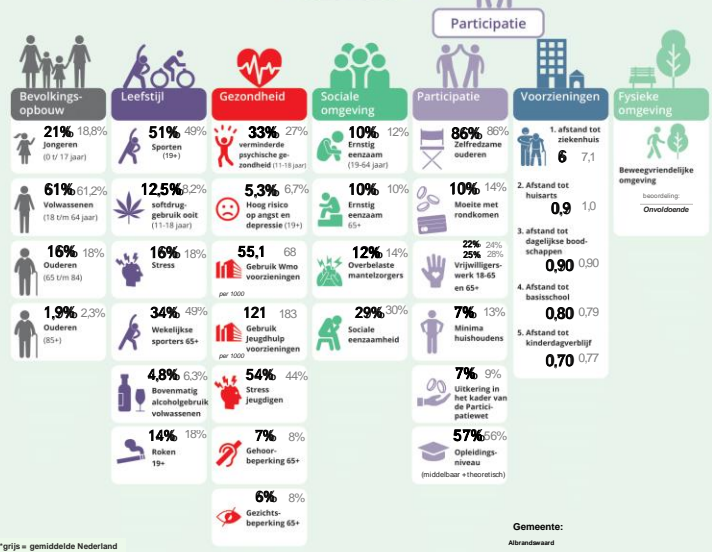 Participatie
Bevolkings-
opbouw
21% 18,8%
Jongeren
(0 t/ 17 jaar)
61% 61,2%
Volwassenen
(18 t/m 64 jaar)
16% 18%
Ouderen
(65 t/m 84)
1,9% 2,3%
Ouderen
(85+)
Leefstijl
51% 49%
Sporten
(19+)
12,5% 8,2%
softdrug-
gebruik ooit
(11-18 jaar)
16% 18%
Stress
34% 49%
Wekelijkse
sporters 65+
4,8% 6,3%
Bovenmatig
alcoholgebruik
volwassenen
14% 18%
Roken
19+
Gezondheid
33% 27%
verminderde
psychische ge-
zondheid (11-18 jaar)
5,3% 6,7%
Hoog risico
op angst en
depressie (19+)
55,1 68
Gebruik Wmo
voorzieningen
per 1000
121 183
Gebruik
Jeugdhulp
voorzieningen
per 1000
54% 44%
Stress
jeugdigen
7% 8%
Gehoor-
beperking 65+
6% 8%
Gezichts-
beperking 65+
Sociale
omgeving
10% 12%
Ernstig
eenzaam
(19-64 jaar)
10% 10%
Ernstig
eenzaam
65+
12% 14%
Overbelaste
mantelzorgers
29% 30%
Sociale
eenzaamheid
Participatie
86% 86%
Zelfredzame
ouderen
10% 14%
Moeite met
rondkomen
22% 24%
25% 28%
Vrijwilligers-
werk 18-65
en 65+
7% 13%
Minima
huishoudens
7% 9%
Uitkering in
het kader van
de Partici-
patiewet
57% 56%
Opleidings-
niveau
(middelbaar +theoretisch)
Voorzieningen
1. afstand tot
ziekenhuis
6 7,1
2. Afstand tot
huisarts
0,9 1,0
3. afstand tot
dagelijkse bood-
schappen
0,90 0,90
4. Afstand tot
basisschool
0,80 0,79
5. Afstand tot
kinderdagverblijf
0,70 0,77
Fysieke
omgeving
Beweegvriendelijke
omgeving
beoordeling:
Onvoldoende
Gemeente:
Albrandswaard
*grijs = gemiddelde Nederland